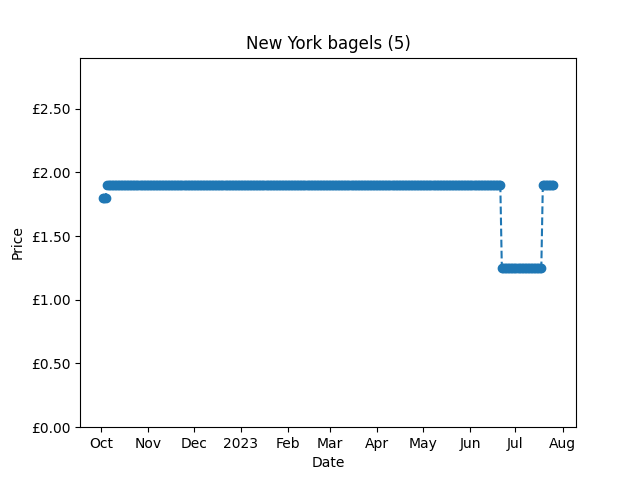 New York bagels (5)
£2.50
£2.00
£1.50
£1.00
£0.50
£0.00
Price
Oct Nov Dec 2023 Feb Mar Apr May Jun Jul Aug
Date